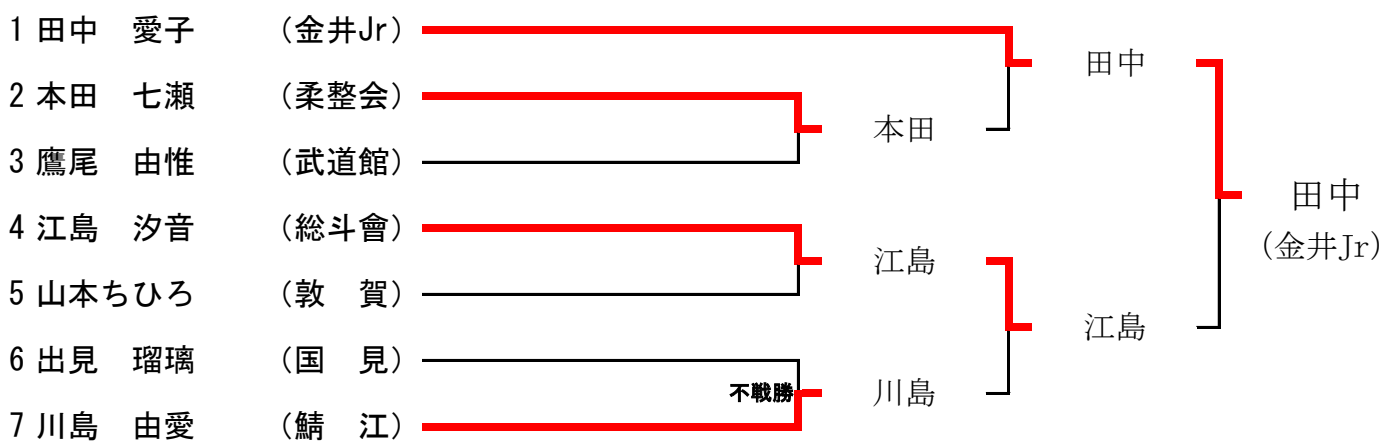 1 田中　愛子　（金井Jr）
田中
2 本田　七瀬　（柔整会）
本田
3 鷹尾　由惟　（武道館）
田中
（金井Jr）
4 江島　汐音　（総斗會）
江島
5 山本ちひろ　（敦　賀）
江島
6 出見　瑠璃　（国　見）
不戦勝
川島
7 川島　由愛　（鯖　江）